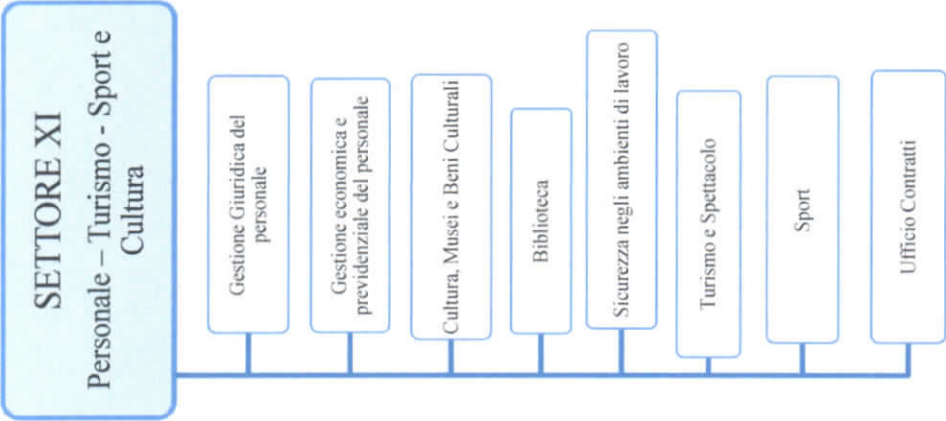 SETTORE XI
Personale – Turismo - Sport e
Cultura
Gestione Giuridica del
personale
Gestione economica e
previdenziale del personale
Cultura, Musei e Beni Culturali
Biblioteca
Sicurezza negli ambienti di lavoro
Turismo e Spettacolo
Sport
Ufficio Contratti